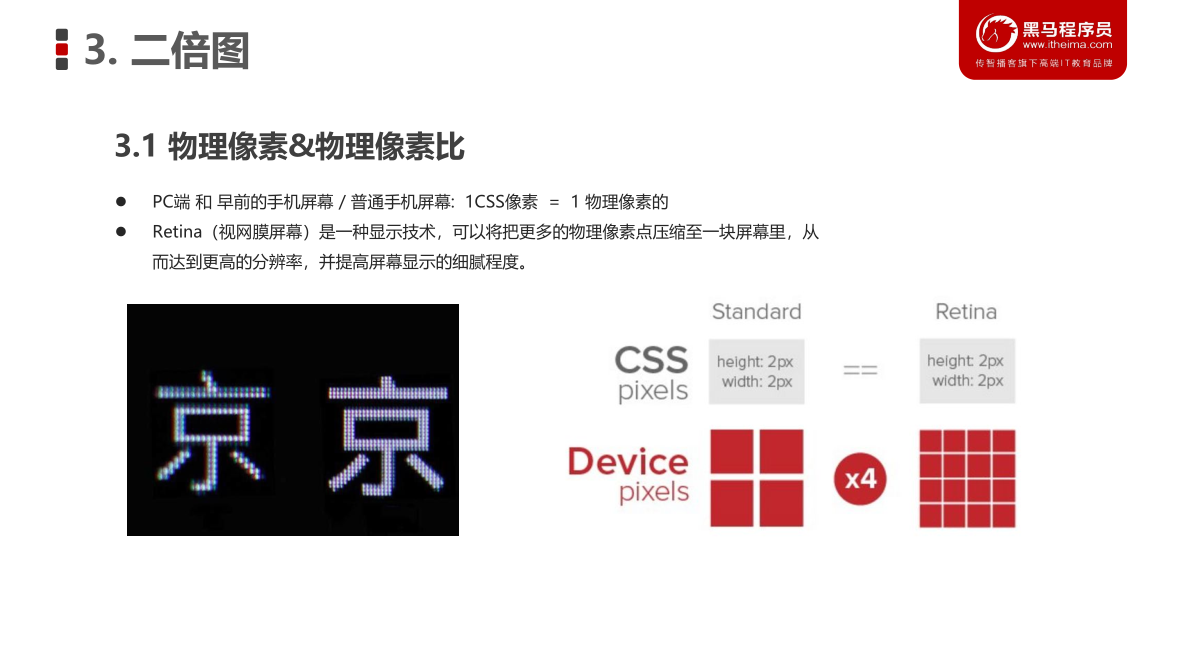 3. 二倍图
黑马程序员
www.itheima.com
传智播客旗下高端IT教育品牌
3.1 物理像素&物理像素比
● PC端 和 早前的手机屏幕 / 普通手机屏幕: 1CSS像素 = 1 物理像素的
● Retina（视网膜屏幕）是一种显示技术，可以将把更多的物理像素点压缩至一块屏幕里，从
而达到更高的分辨率，并提高屏幕显示的细腻程度。
京 京
Standard Retina
CSS
pixels
height: 2px
width: 2px
==
height: 2px
width: 2px
Device
pixels
x4